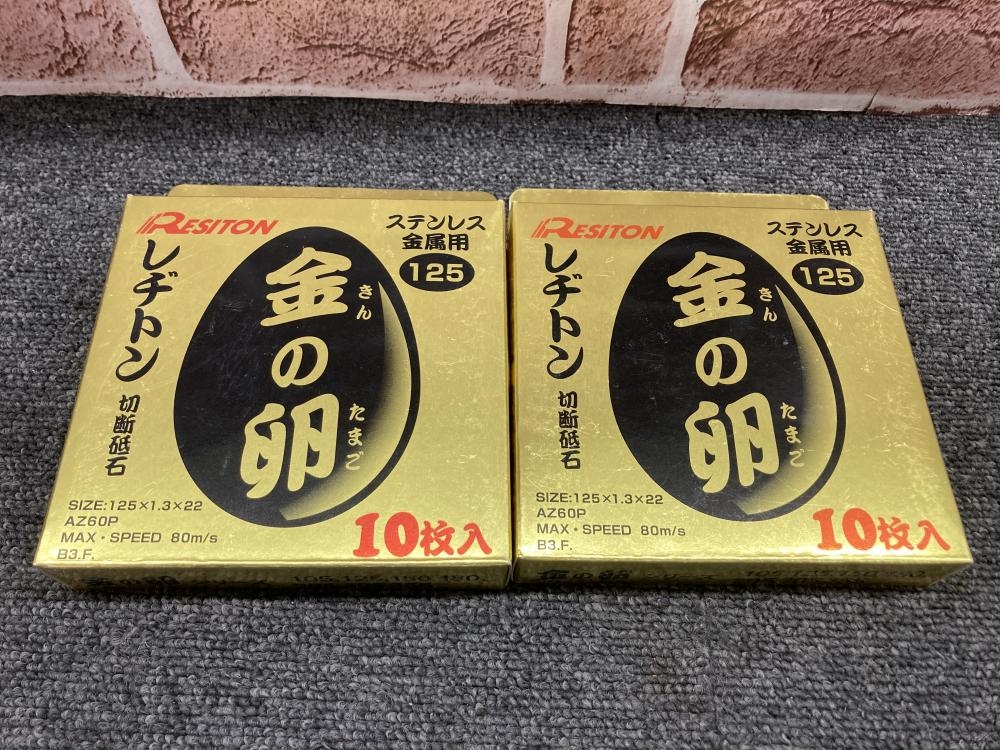 RESITON
ステンレス
金属用
125
レヂトン
切断砥石
金の卵
きん
たまご
SIZE:125×1.3×22
AZ60P
MAX・SPEED 80m/s
B3.F.
10枚入
105.125.150.180.
RESITON
ステンレス
金属用
125
レヂトン
切断砥石
金の卵
きん
たまご
SIZE:125×1.3×22
AZ60P
MAX・SPEED 80m/s
B3.F.
10枚入